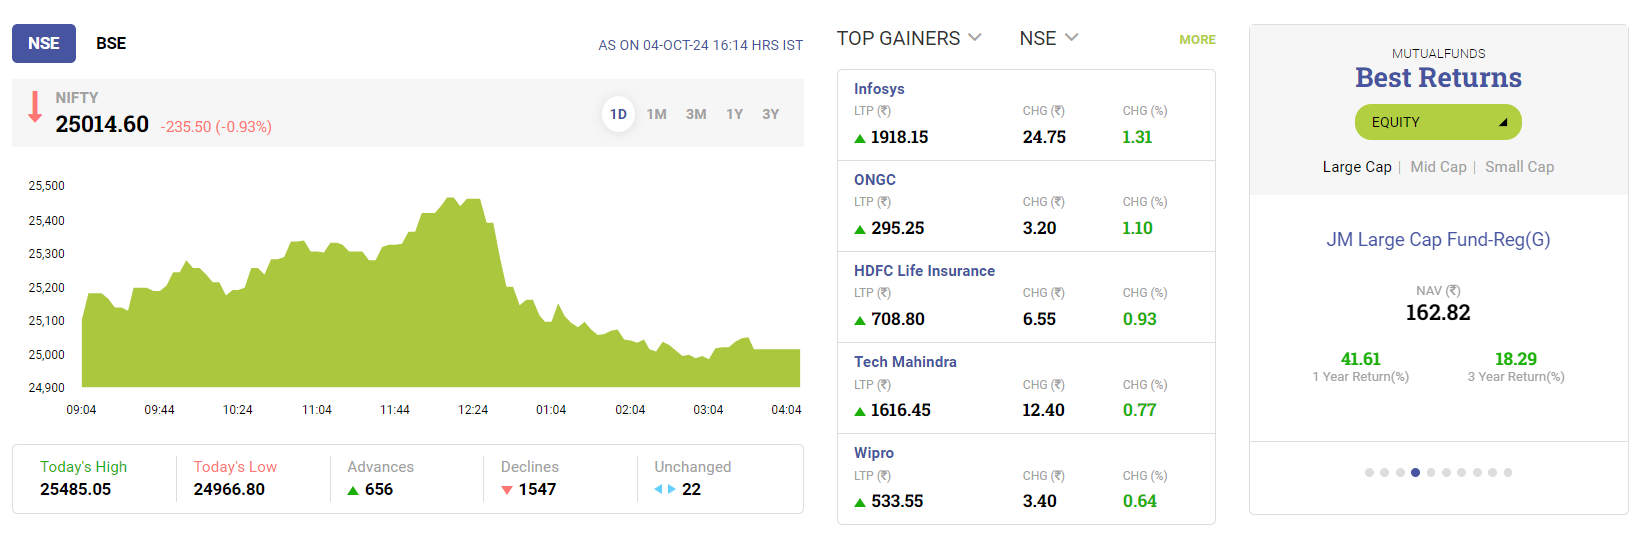 NSE BSE
AS ON 04-OCT-24 16:14 HRS IST
NIFTY
25014.60 -235.50 (-0.93%)
1D 1M 3M 1Y 3Y
25,500
25,400
25,300
25,200
25,100
25,000
24,900
09:04 09:44 10:24 11:04 11:44 12:24 01:04 02:04 03:04 04:04
Today's High Today's Low Advances Declines Unchanged
25485.05 24966.80 656 1547 22
TOP GAINERS NSE MORE
Infosys
LTP (₹) CHG (₹) CHG (%)
1918.15 24.75 1.31
ONGC
LTP (₹) CHG (₹) CHG (%)
295.25 3.20 1.10
HDFC Life Insurance
LTP (₹) CHG (₹) CHG (%)
708.80 6.55 0.93
Tech Mahindra
LTP (₹) CHG (₹) CHG (%)
1616.45 12.40 0.77
Wipro
LTP (₹) CHG (₹) CHG (%)
533.55 3.40 0.64
MUTUALFUNDS
Best Returns
EQUITY
Large Cap | Mid Cap | Small Cap
JM Large Cap Fund-Reg(G)
NAV (₹)
162.82
41.61 18.29
1 Year Return(%) 3 Year Return(%)